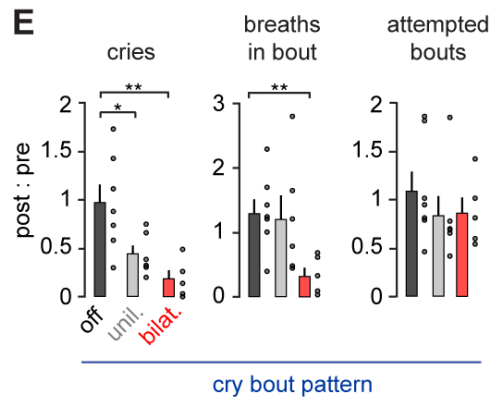 E
cries
breaths
in bout
attempted
bouts
**
*
**
post : pre
2
1.5
1
0.5
0
3
2
1
0
2
1.5
1
0.5
0
off
unil.
bilat.
cry bout pattern